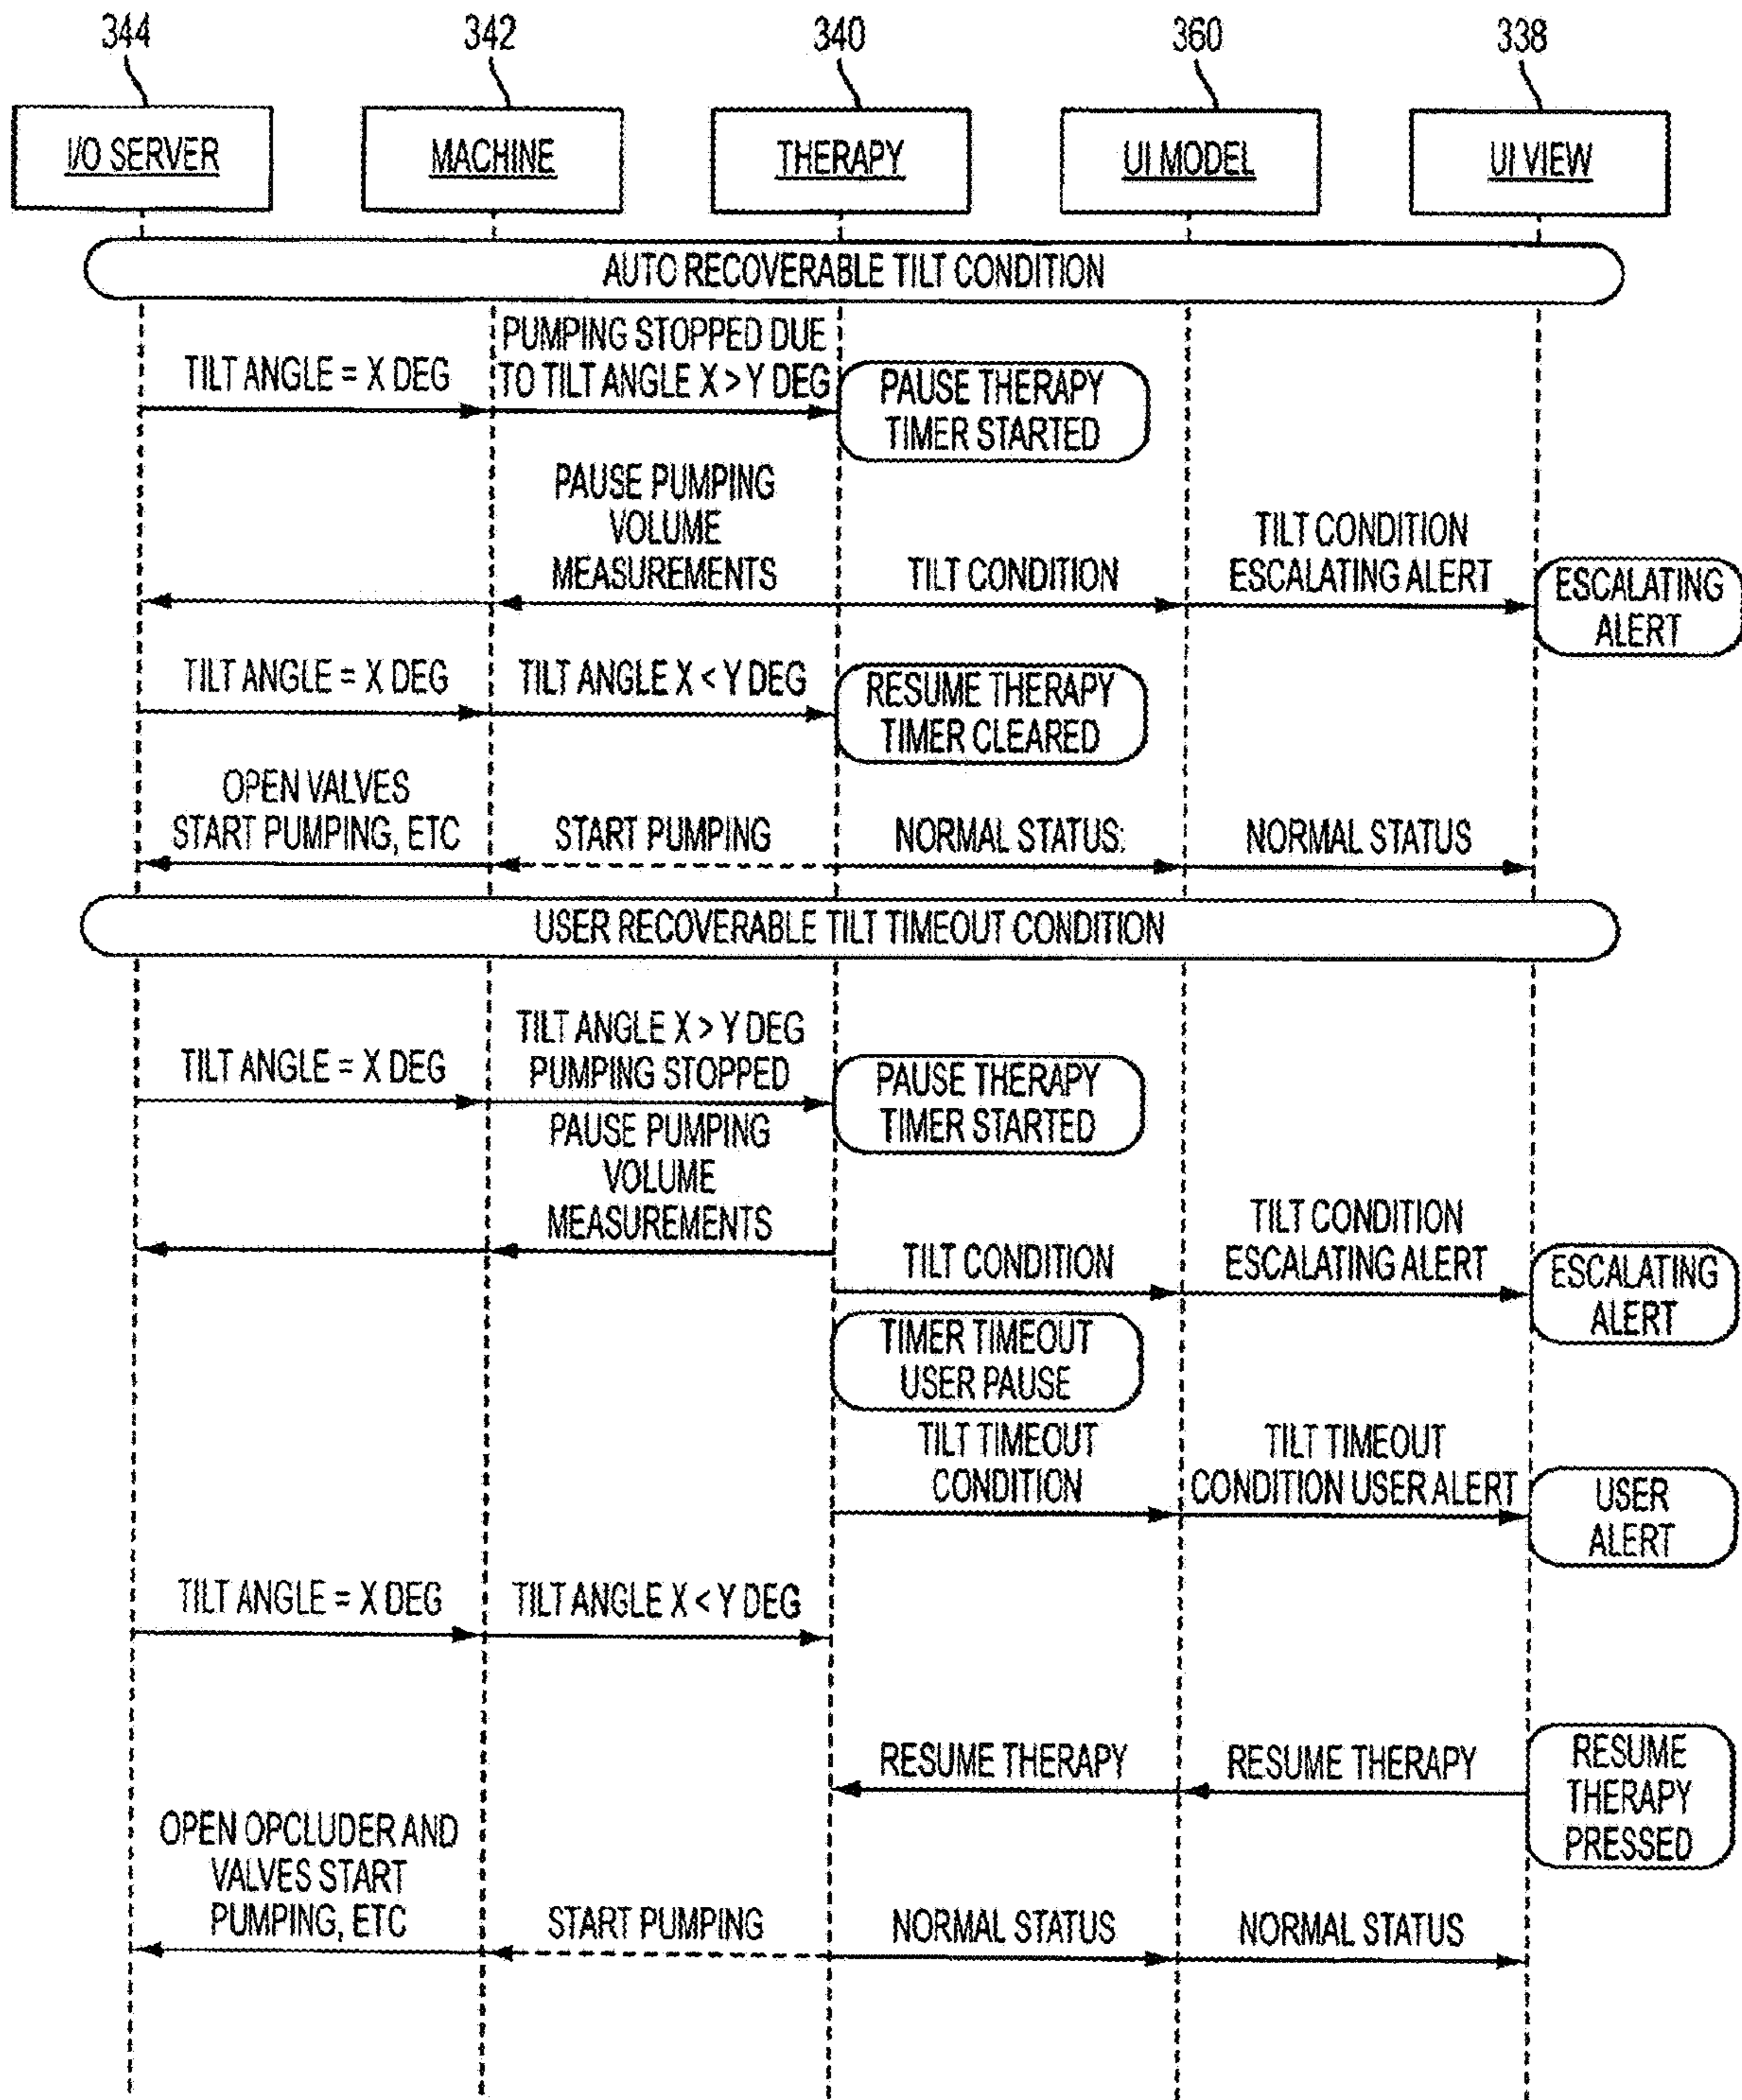 344
342
340
360
338
I/O SERVER
MACHINE
THERAPY
UI MODEL
UI VIEW
AUTO RECOVERABLE TILT CONDITION
TILT ANGLE = X DEG
PUMPING STOPPED DUE
TO TILT ANGLE X > Y DEG
PAUSE THERAPY
TIMER STARTED
PAUSE PUMPING
VOLUME
MEASUREMENTS
TILT CONDITION
TILT CONDITION
ESCALATING ALERT
ESCALATING
ALERT
TILT ANGLE = X DEG
TILT ANGLE X < Y DEG
RESUME THERAPY
TIMER CLEARED
OPEN VALVES
START PUMPING, ETC
START PUMPING
NORMAL STATUS:
NORMAL STATUS
USER RECOVERABLE TILT TIMEOUT CONDITION
TILT ANGLE = X DEG
TILT ANGLE X > Y DEG
PUMPING STOPPED
PAUSE THERAPY
TIMER STARTED
PAUSE PUMPING
VOLUME
MEASUREMENTS
TILT CONDITION
TILT CONDITION
ESCALATING ALERT
ESCALATING
ALERT
TIMER TIMEOUT
USER PAUSE
TILT TIMEOUT
CONDITION
TILT TIMEOUT
CONDITION USER ALERT
USER
ALERT
TILT ANGLE = X DEG
TILT ANGLE X < Y DEG
RESUME THERAPY
RESUME THERAPY
RESUME
THERAPY
PRESSED
OPEN OPCLUDER AND
VALVES START
PUMPING, ETC
START PUMPING
NORMAL STATUS
NORMAL STATUS